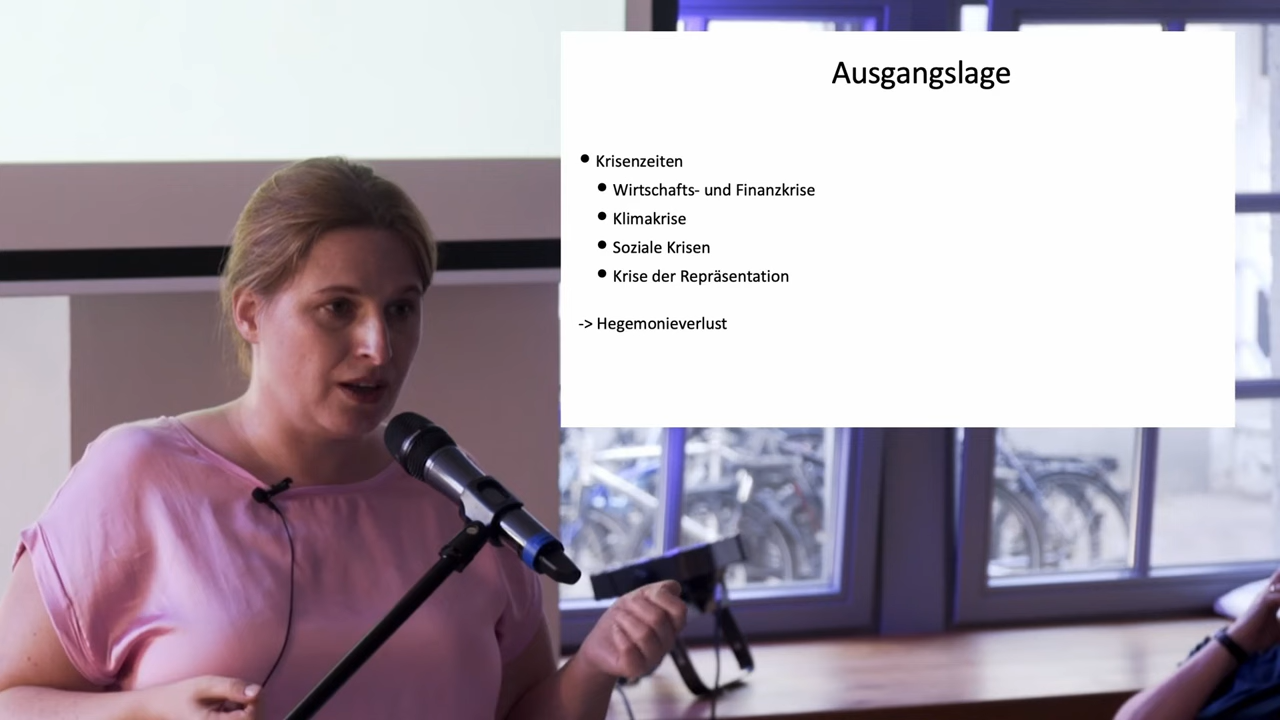 Ausgangslage
• Krisenzeiten
• Wirtschafts- und Finanzkrise
• Klimakrise
• Soziale Krisen
• Krise der Repräsentation
-> Hegemonieverlust